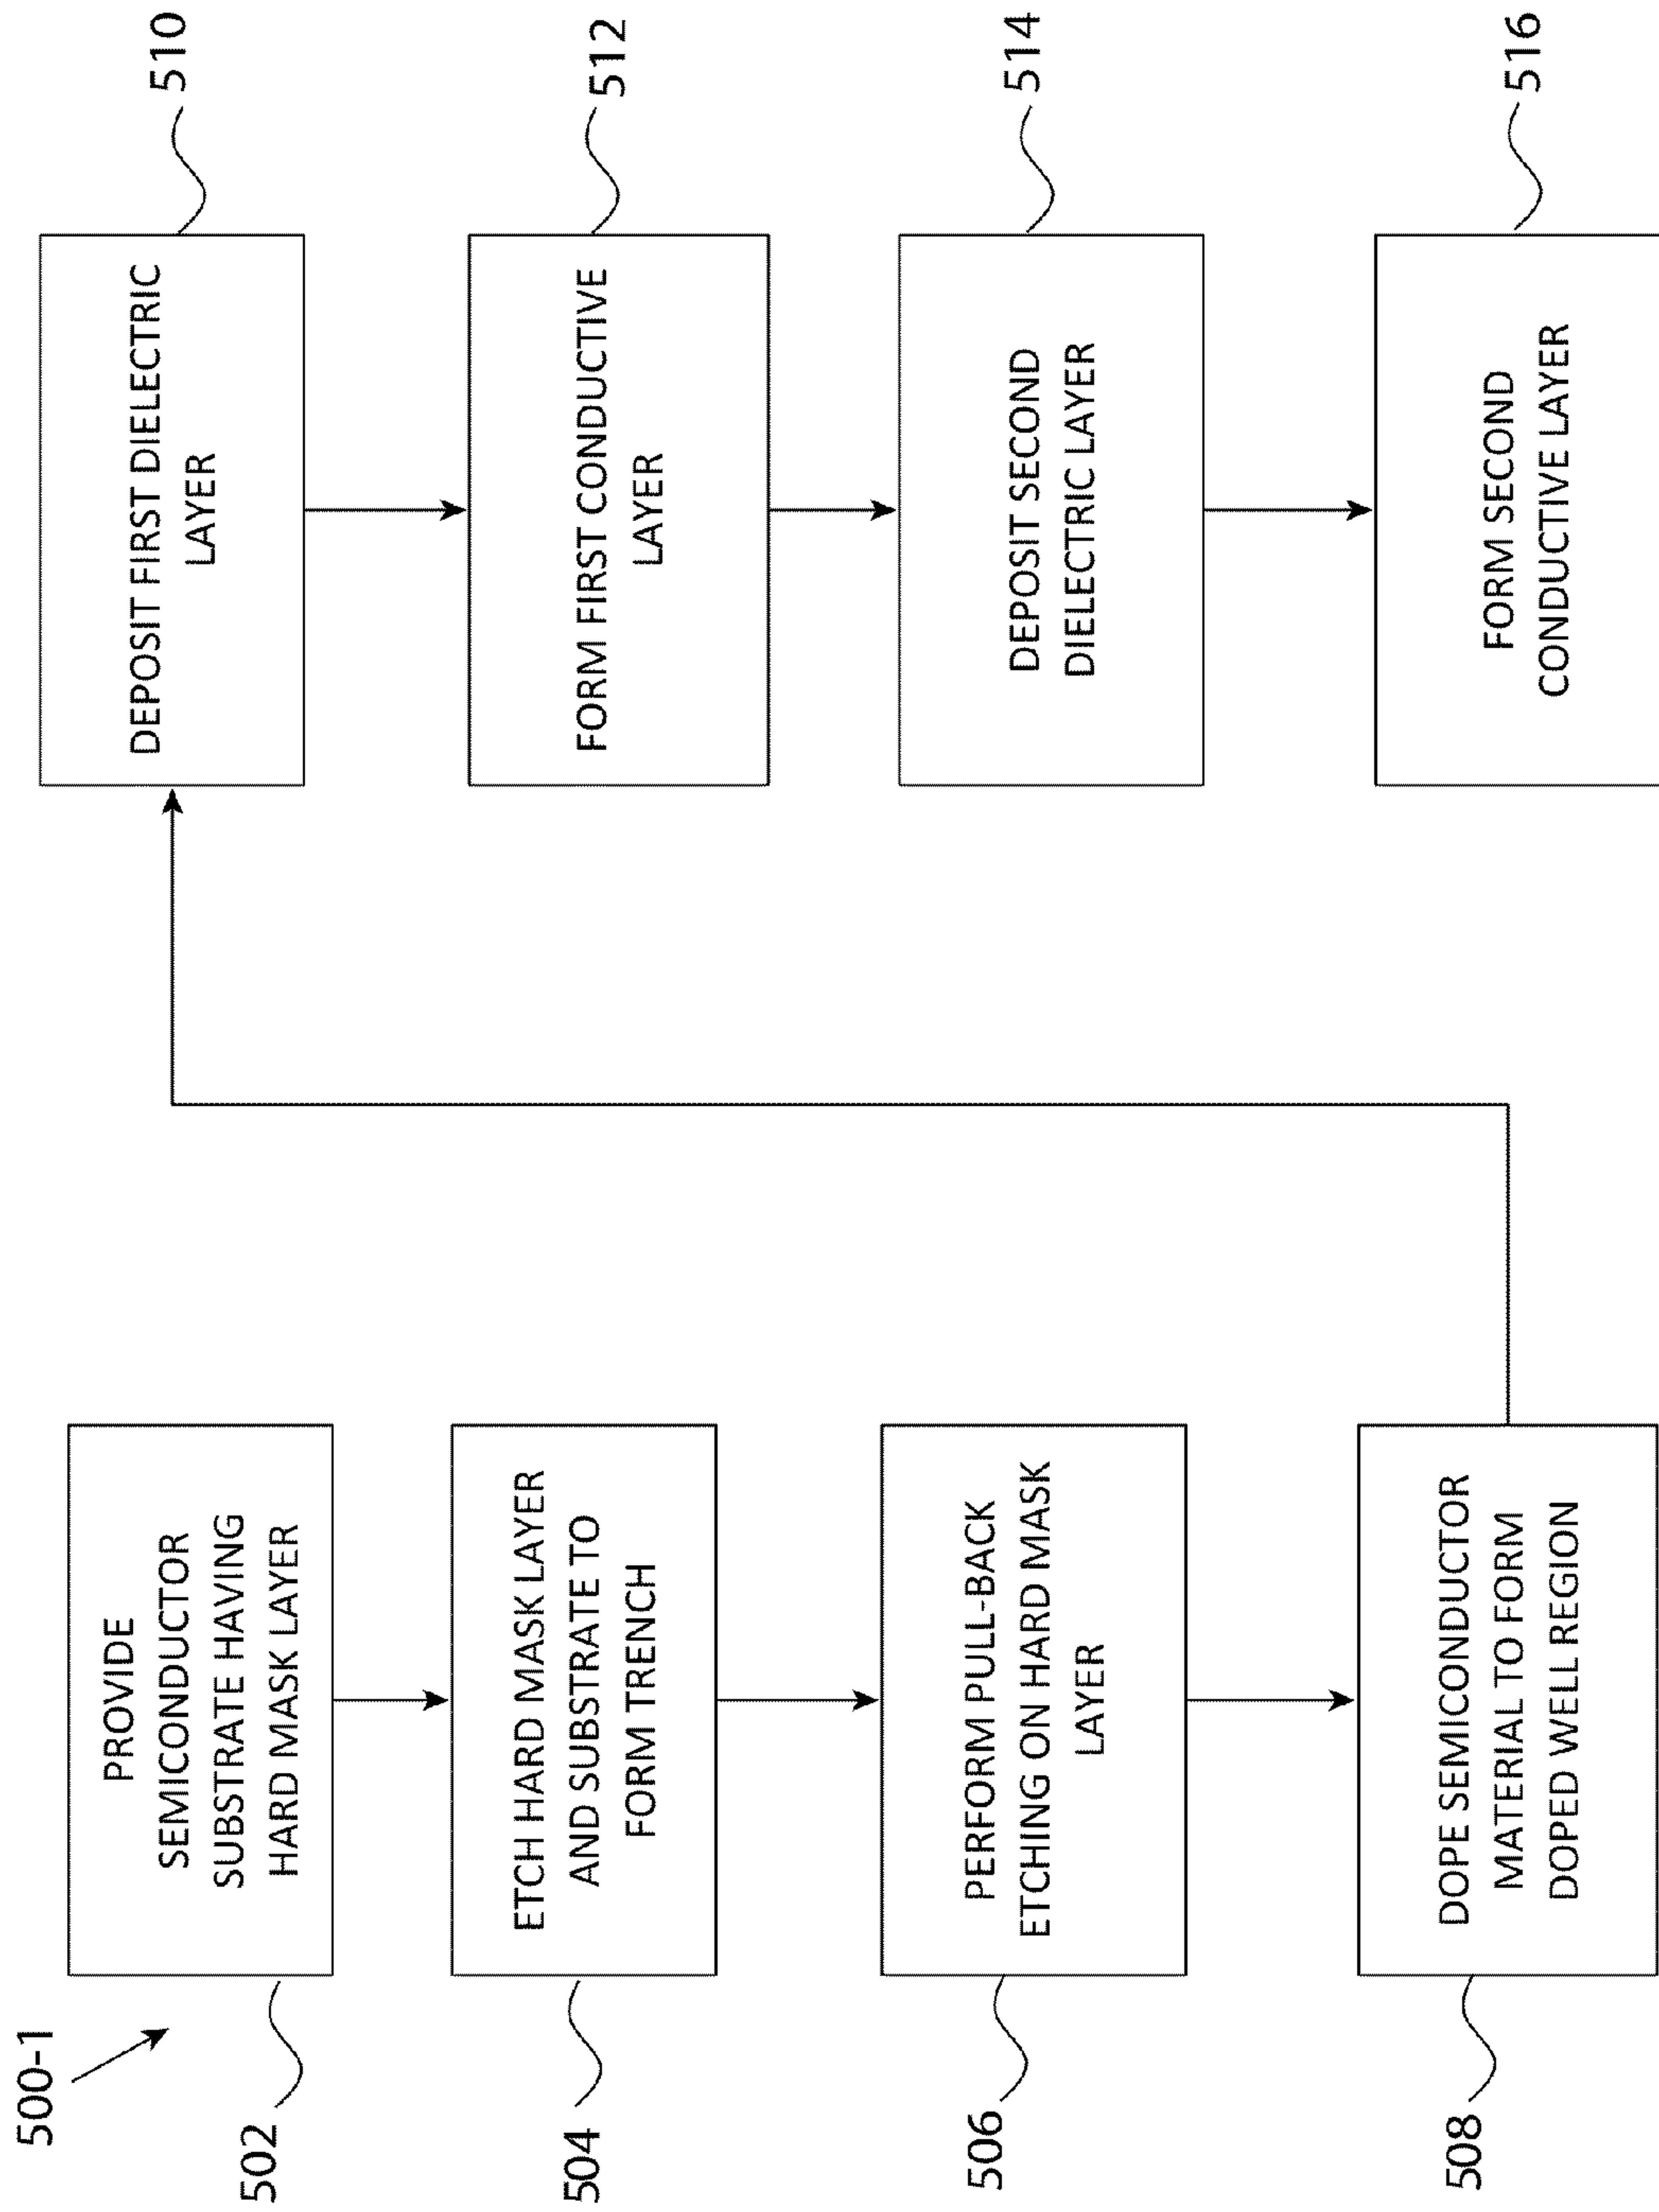 500-1
502
PROVIDE
SEMICONDUCTOR
SUBSTRATE HAVING
HARD MASK LAYER
504
ETCH HARD MASK LAYER
AND SUBSTRATE TO
FORM TRENCH
506
PERFORM PULL-BACK
ETCHING ON HARD MASK
LAYER
508
DOPE SEMICONDUCTOR
MATERIAL TO FORM
DOPED WELL REGION
DEPOSIT FIRST DIELECTRIC
LAYER
510
FORM FIRST CONDUCTIVE
LAYER
512
DEPOSIT SECOND
DIELECTRIC LAYER
514
FORM SECOND
CONDUCTIVE LAYER
516